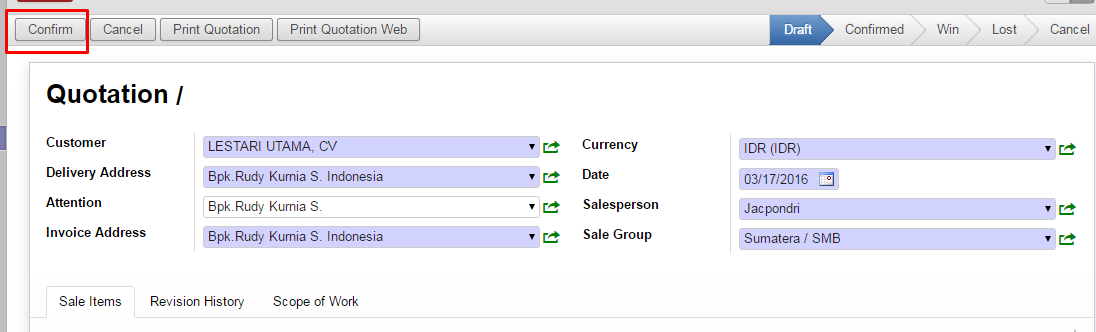 Confirm Cancel Print Quotation Print Quotation Web Draft Confirmed Win Lost Cancel
Quotation /
Customer LESTARI UTAMA, CV Currency IDR (IDR)
Delivery Address Bpk.Rudy Kurnia S. Indonesia Date 03/17/2016
Attention Bpk.Rudy Kurnia S. Salesperson Jacpondri
Invoice Address Bpk.Rudy Kurnia S. Indonesia Sale Group Sumatera / SMB
Sale Items Revision History Scope of Work